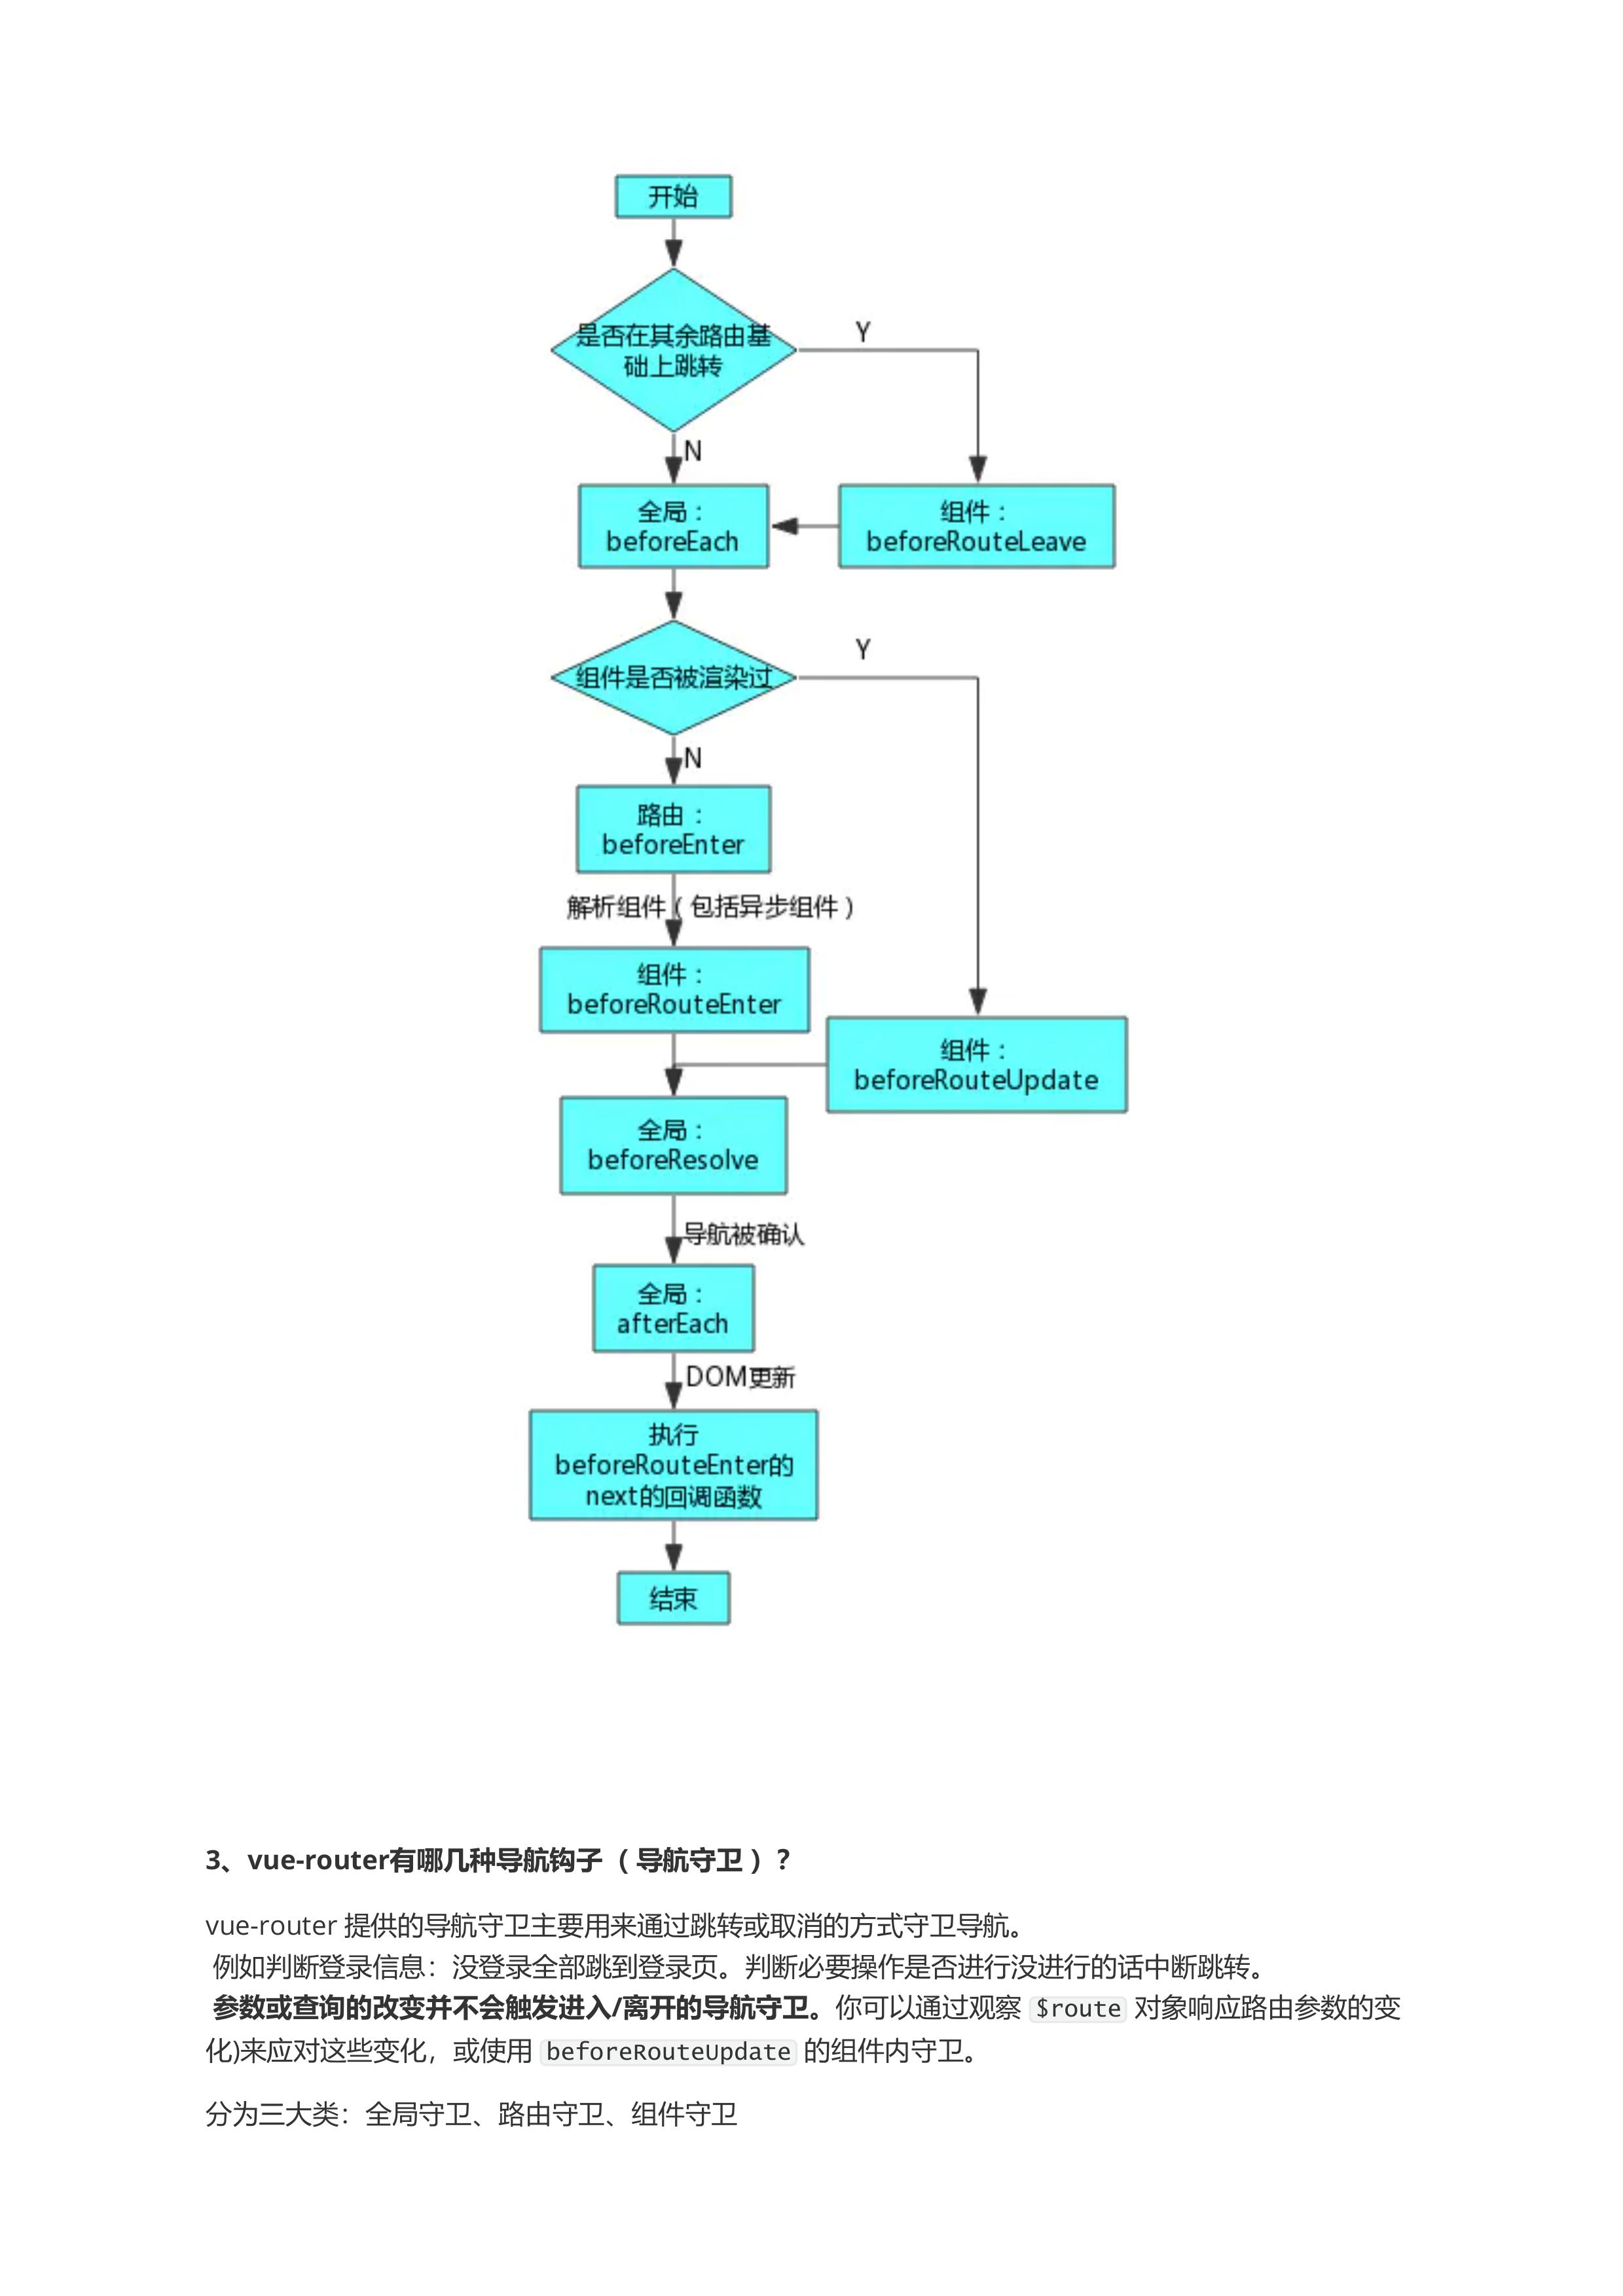 开始
是否在其余路由基
础上跳转
Y
N
全局：
beforeEach
组件：
beforeRouteLeave
组件是否被渲染过
Y
N
路由：
beforeEnter
解析组件（包括异步组件）
组件：
beforeRouteEnter
组件：
beforeRouteUpdate
全局：
beforeResolve
导航被确认
全局：
afterEach
DOM更新
执行
beforeRouteEnter的
next的回调函数
结束
3、vue-router有哪几种导航钩子（ 导航守卫 ）？
vue-router 提供的导航守卫主要用来通过跳转或取消的方式守卫导航。
例如判断登录信息：没登录全部跳到登录页。判断必要操作是否进行没进行的话中断跳转。
参数或查询的改变并不会触发进入/离开的导航守卫。你可以通过观察 $route 对象响应路由参数的变
化)来应对这些变化，或使用 beforeRouteUpdate 的组件内守卫。
分为三大类：全局守卫、路由守卫、组件守卫